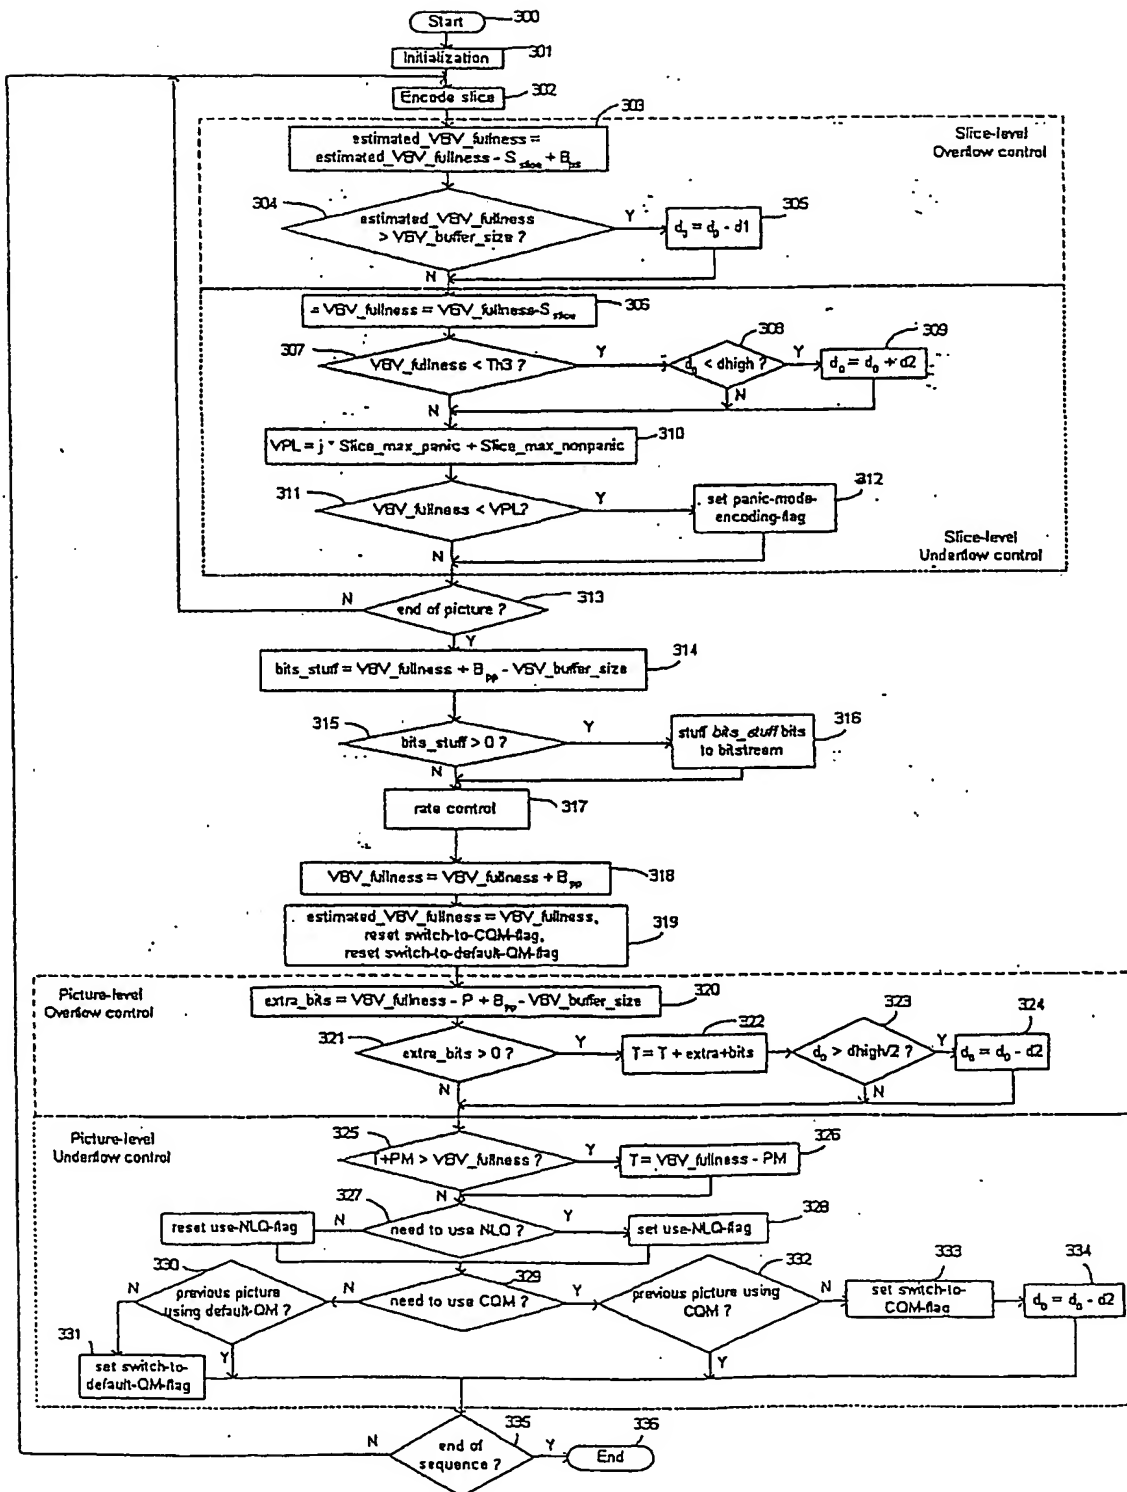 Start
300
Initialization
301
Encode slice
302
303
Slice-level
Overflow control
estimated_VBV_fullness =
estimated_VBV_fullness - S slice + B ps
304
estimated_VBV_fullness
> VBV_buffer_size ?
Y
305
d0 = d0 - d1
N
= VBV_fullness = VBV_fullness-S slice
306
307
VBV_fullness < Th3 ?
Y
308
d0 < dhigh ?
Y
309
d0 = d0 + d2
N
N
VPL = j * Slice_max_panic + Slice_max_nonpanic
310
311
VBV_fullness < VPL?
Y
312
set panic-mode-
encoding-flag
N
Slice-level
Underflow control
N
end of picture ?
313
Y
bits_stuff = VBV_fullness + B pp - VBV_buffer_size
314
315
bits_stuff > 0 ?
Y
stuff bits_stuff bits
to bitstream
316
N
rate control
317
VBV_fullness = VBV_fullness + B pp
318
estimated_VBV_fullness = VBV_fullness,
reset switch-to-CQM-flag,
reset switch-to-default-QM-flag
319
Picture-level
Overflow control
extra_bits = VBV_fullness - P + B pp - VBV_buffer_size
320
321
extra_bits > 0 ?
Y
322
T = T + extra+bits
323
d0 > dhigh/2 ?
Y
324
d0 = d0 - d2
N
N
Picture-level
Underflow control
325
T+PM > VBV_fullness ?
Y
326
T = VBV_fullness - PM
N
327
reset use-NLQ-flag
N
need to use NLQ ?
Y
set use-NLQ-flag
328
330
N
previous picture
using default-QM ?
N
329
need to use CQM ?
Y
332
previous picture using
CQM ?
N
333
set switch-to-
CQM-flag
334
d0 = d0 - d2
331
set switch-to-
default-QM-flag
Y
Y
N
335
end of
sequence ?
Y
336
End